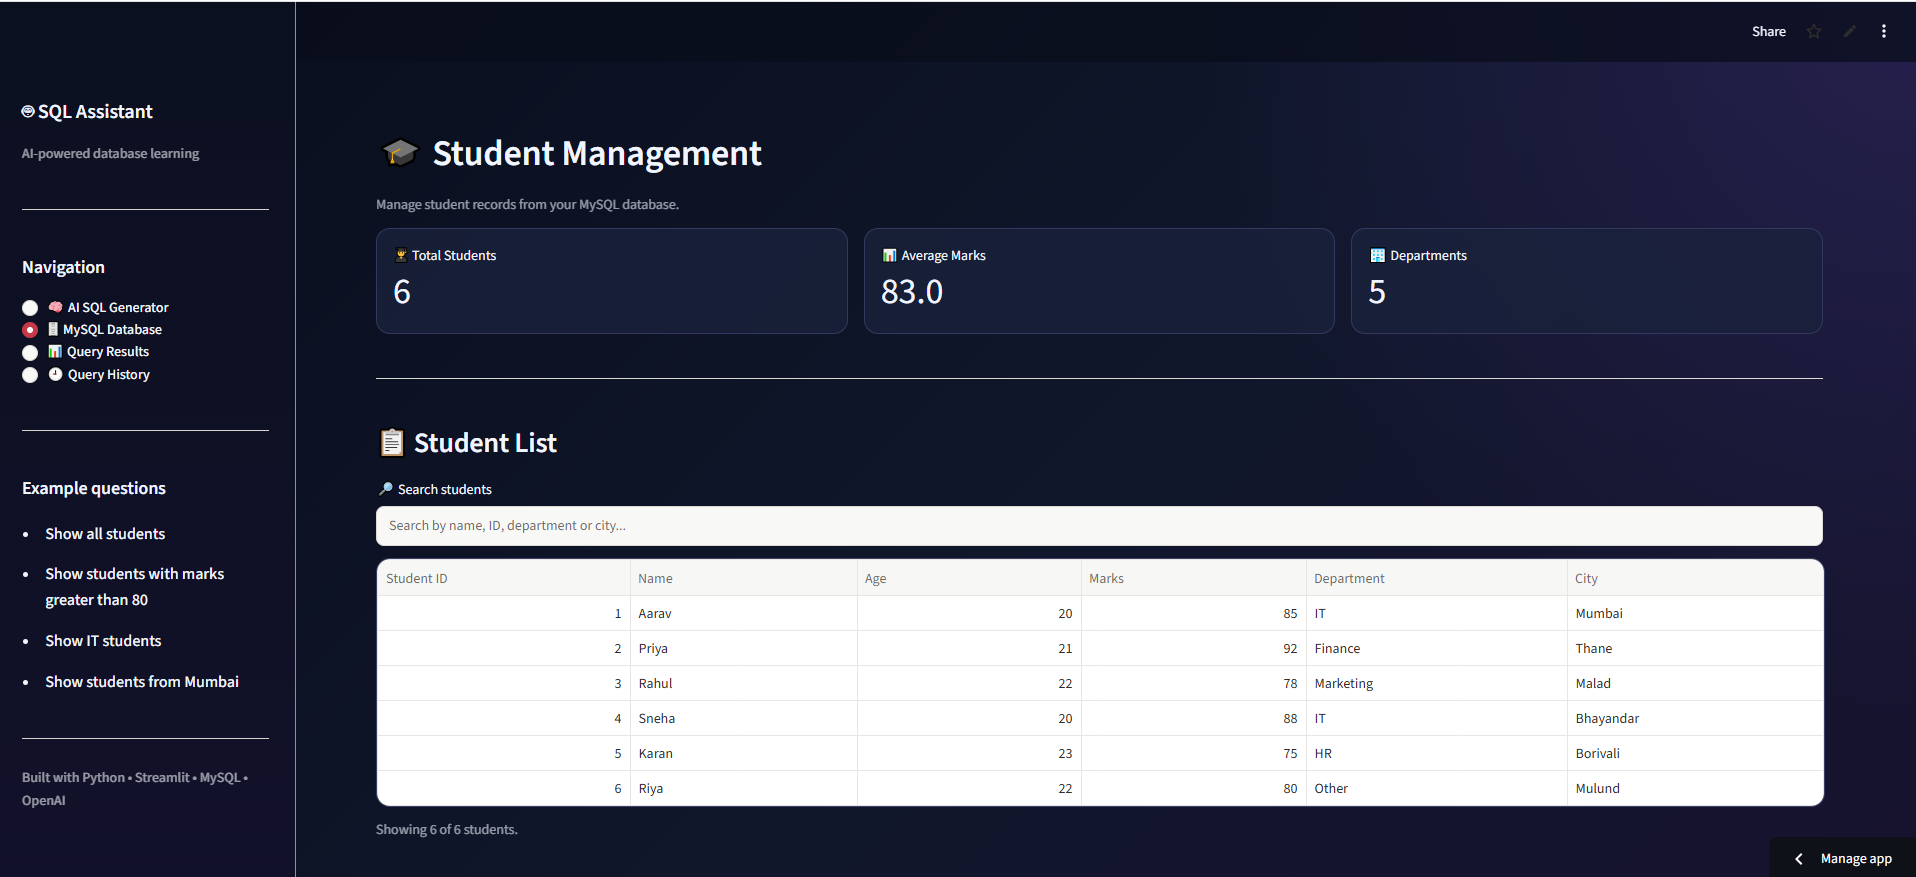 Share
SQL Assistant
AI-powered database learning
Navigation
AI SQL Generator
MySQL Database
Query Results
Query History
Example questions
• Show all students
• Show students with marks
greater than 80
• Show IT students
• Show students from Mumbai
Built with Python • Streamlit • MySQL •
OpenAI
Student Management
Manage student records from your MySQL database.
Total Students
6
Average Marks
83.0
Departments
5
Student List
Search students
Search by name, ID, department or city...
Student ID Name Age Marks Department City
1 Aarav 20 85 IT Mumbai
2 Priya 21 92 Finance Thane
3 Rahul 22 78 Marketing Malad
4 Sneha 20 88 IT Bhayandar
5 Karan 23 75 HR Borivali
6 Riya 22 80 Other Mulund
Showing 6 of 6 students.
Manage app